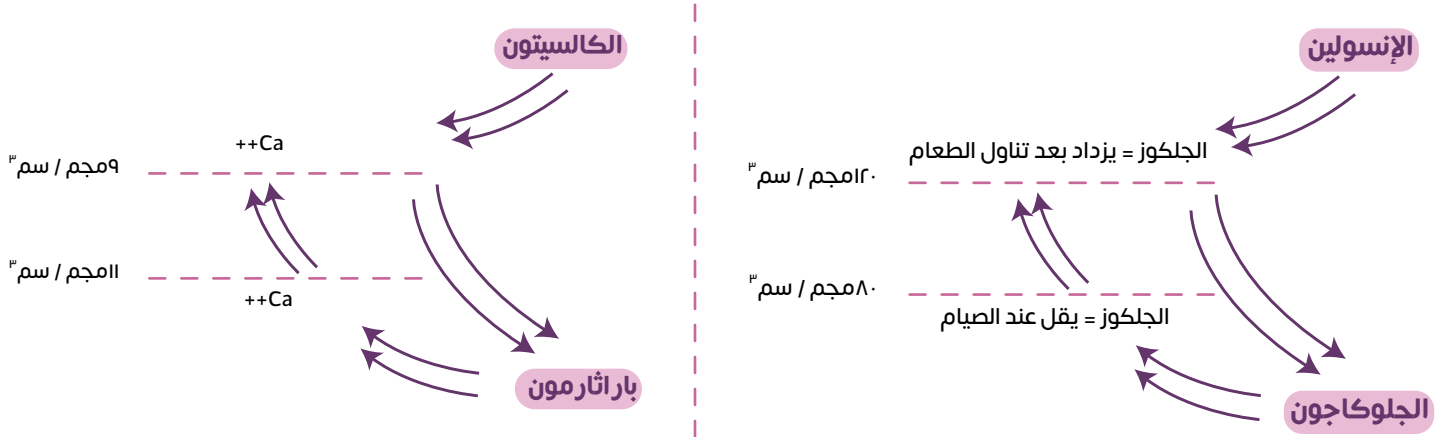 الإنسولين
الجلكوز = يزداد بعد تناول الطعام
١٢٠مجم / سم٣
٨٠مجم / سم٣
الجلكوز = يقل عند الصيام
الجلوكاجون
الكالسيتون
++Ca
٩مجم / سم٣
١١مجم / سم٣
++Ca
باراثارمون